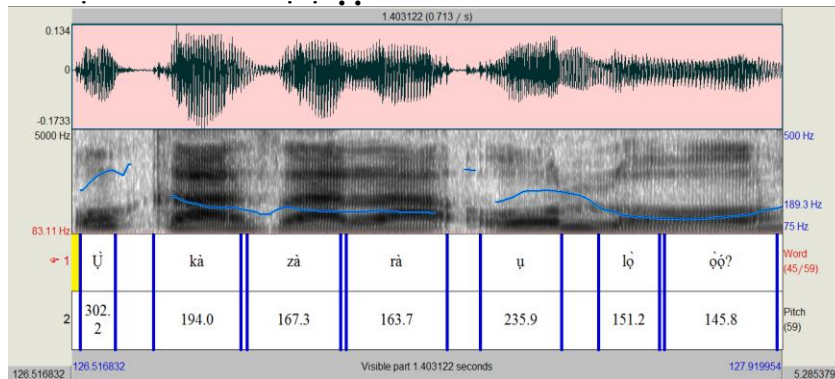 1.403122 (0.713 / s)
0.134
0
-0.1733
5000 Hz
500 Hz
189.3 Hz
83.11 Hz
75 Hz
1 Ụ̀ kà zà rà ụ lọ̀ ọ̀ọ́? Word (45/59)
2 302.2 194.0 167.3 163.7 235.9 151.2 145.8 Pitch (59)
126.516832 Visible part 1.403122 seconds 127.919954
126.516832 5.285379